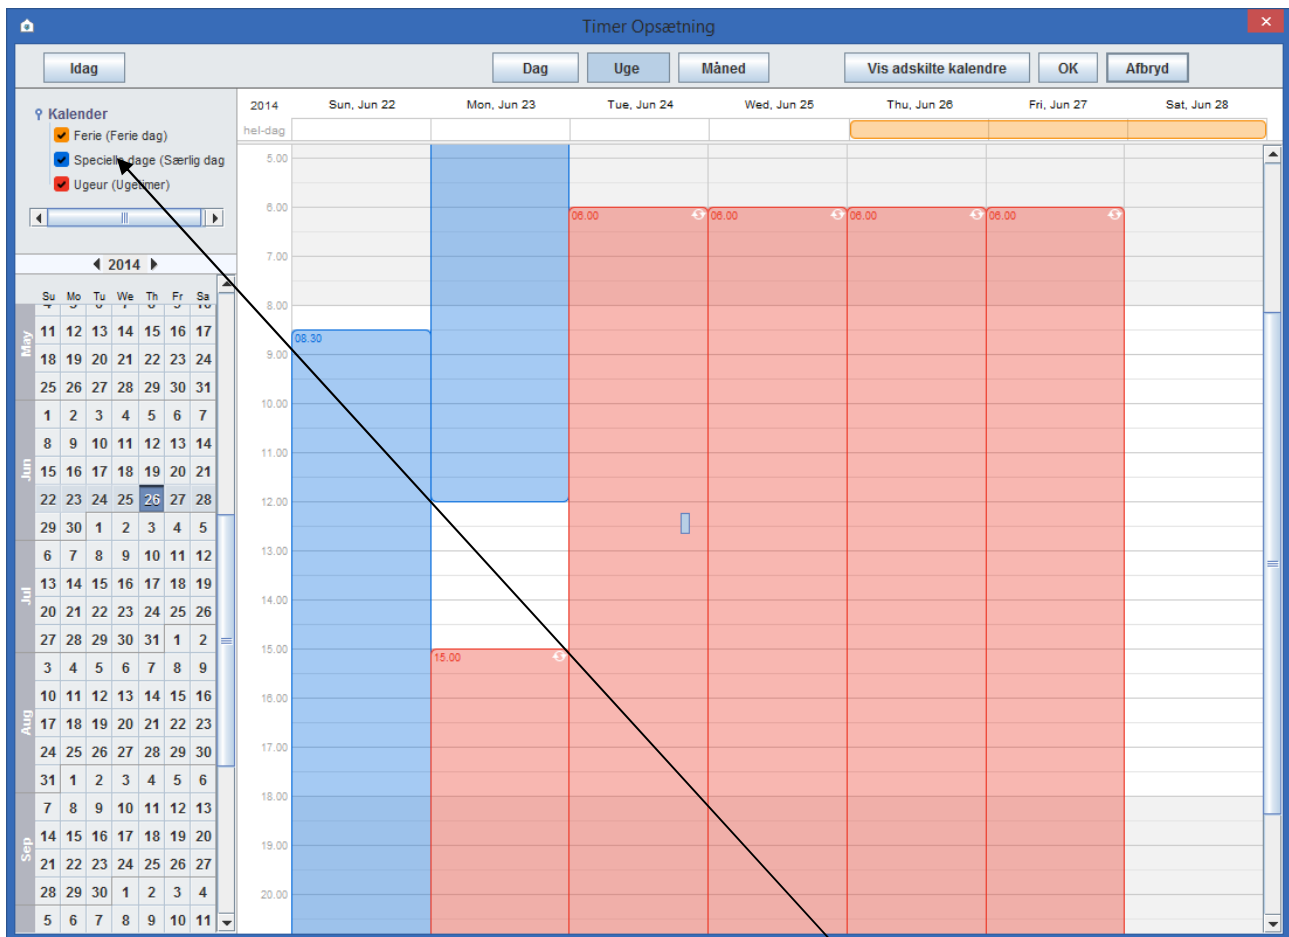 Timer Opsætning
Idag
Dag
Uge
Måned
Vis adskilte kalendre
OK
Afbryd
Kalender
Ferie (Ferie dag)
Specielle dage (Særlig dag
Ugeur (Ugetimer)
2014
Su Mo Tu We Th Fr Sa
May
11 12 13 14 15 16 17
18 19 20 21 22 23 24
25 26 27 28 29 30 31
Jun
1 2 3 4 5 6 7
8 9 10 11 12 13 14
15 16 17 18 19 20 21
22 23 24 25 26 27 28
29 30 1 2 3 4 5
Jul
6 7 8 9 10 11 12
13 14 15 16 17 18 19
20 21 22 23 24 25 26
27 28 29 30 31 1 2
Aug
3 4 5 6 7 8 9
10 11 12 13 14 15 16
17 18 19 20 21 22 23
24 25 26 27 28 29 30
31 1 2 3 4 5 6
Sep
7 8 9 10 11 12 13
14 15 16 17 18 19 20
21 22 23 24 25 26 27
28 29 30 1 2 3 4
5 6 7 8 9 10 11
2014 Sun, Jun 22 Mon, Jun 23 Tue, Jun 24 Wed, Jun 25 Thu, Jun 26 Fri, Jun 27 Sat, Jun 28
hel-dag
5.00
6.00
06.00 06.00 06.00 06.00
7.00
8.00
08.30
9.00
10.00
11.00
12.00
13.00
14.00
15.00
15.00
16.00
17.00
18.00
19.00
20.00